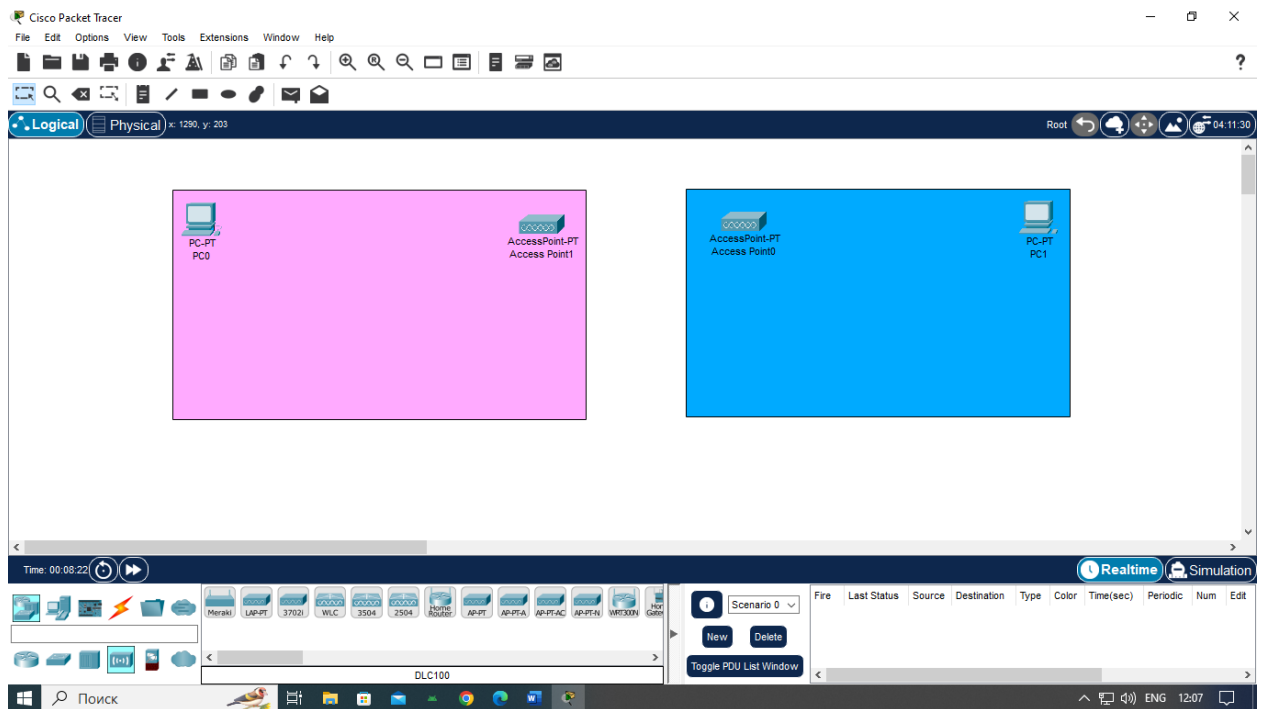 Cisco Packet Tracer
File Edit Options View Tools Extensions Window Help
?
Logical Physical x: 1290, y: 203 Root 04:11:30
PC-PT
PC0
AccessPoint-PT
Access Point1
AccessPoint-PT
Access Point0
PC-PT
PC1
Time: 00:08:22 Realtime Simulation
Meraki LAP-PT 3702i WLC 3504 2504 Home Router AP-PT AP-PT-A AP-PT-AC AP-PT-N WRT300N
DLC100
Scenario 0
New Delete
Toggle PDU List Window
Fire Last Status Source Destination Type Color Time(sec) Periodic Num Edit
Поиск ENG 12:07